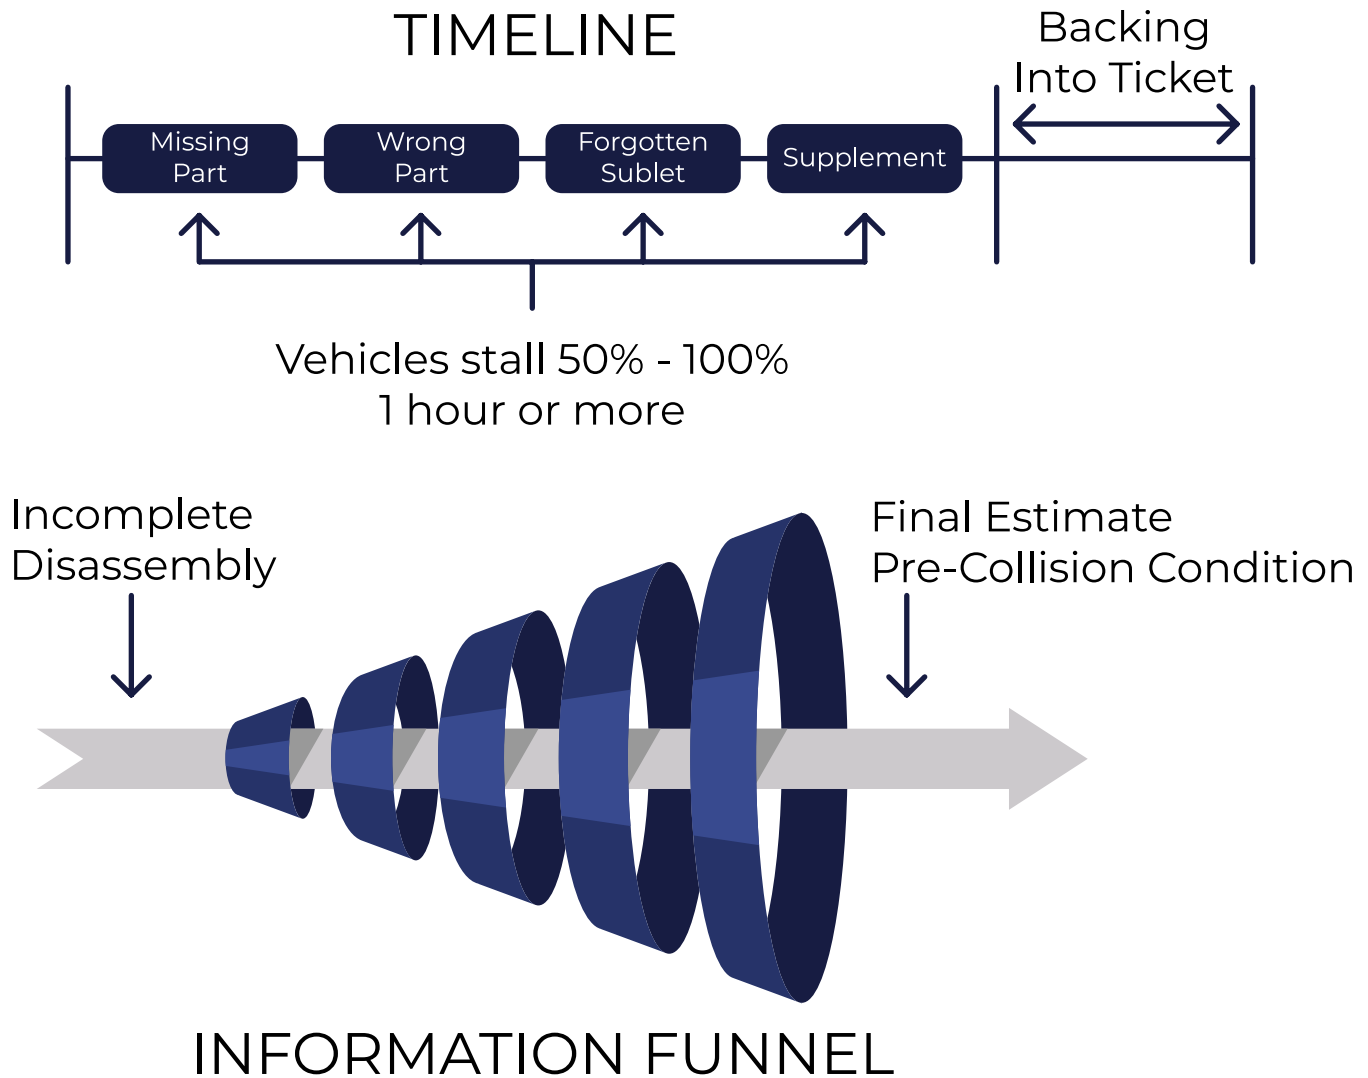 TIMELINE
Backing
Into Ticket
Missing
Part
Wrong
Part
Forgotten
Sublet
Supplement
Vehicles stall 50% - 100%
1 hour or more
Incomplete
Disassembly
Final Estimate
Pre-Collision Condition
INFORMATION FUNNEL